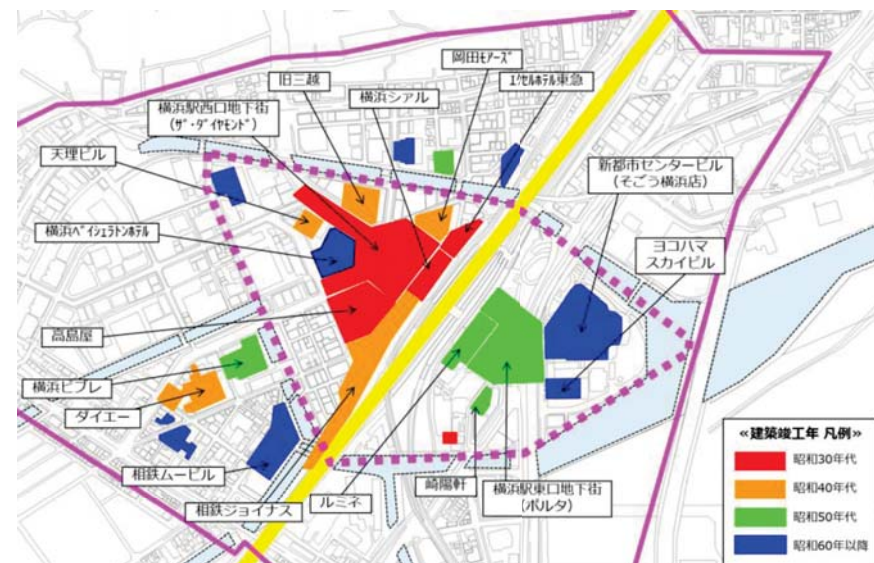 岡田ﾓｱｰｽﾞ
旧三越
ｴｸｾﾙﾎﾃﾙ東急
横浜駅西口地下街
(ｻﾞ・ﾀﾞｲﾔﾓﾝﾄﾞ)
横浜シアル
天理ビル
新都市センタービル
(そごう横浜店)
横浜ﾍﾞｲｼｪﾗﾄﾝﾎﾃﾙ
ヨコハマ
スカイビル
高島屋
横浜ビブレ
ダイエー
相鉄ムービル
相鉄ジョイナス
ルミネ
崎陽軒
横浜駅東口地下街
(ポルタ)
≪建築竣工年 凡例≫
昭和30年代
昭和40年代
昭和50年代
昭和60年以降